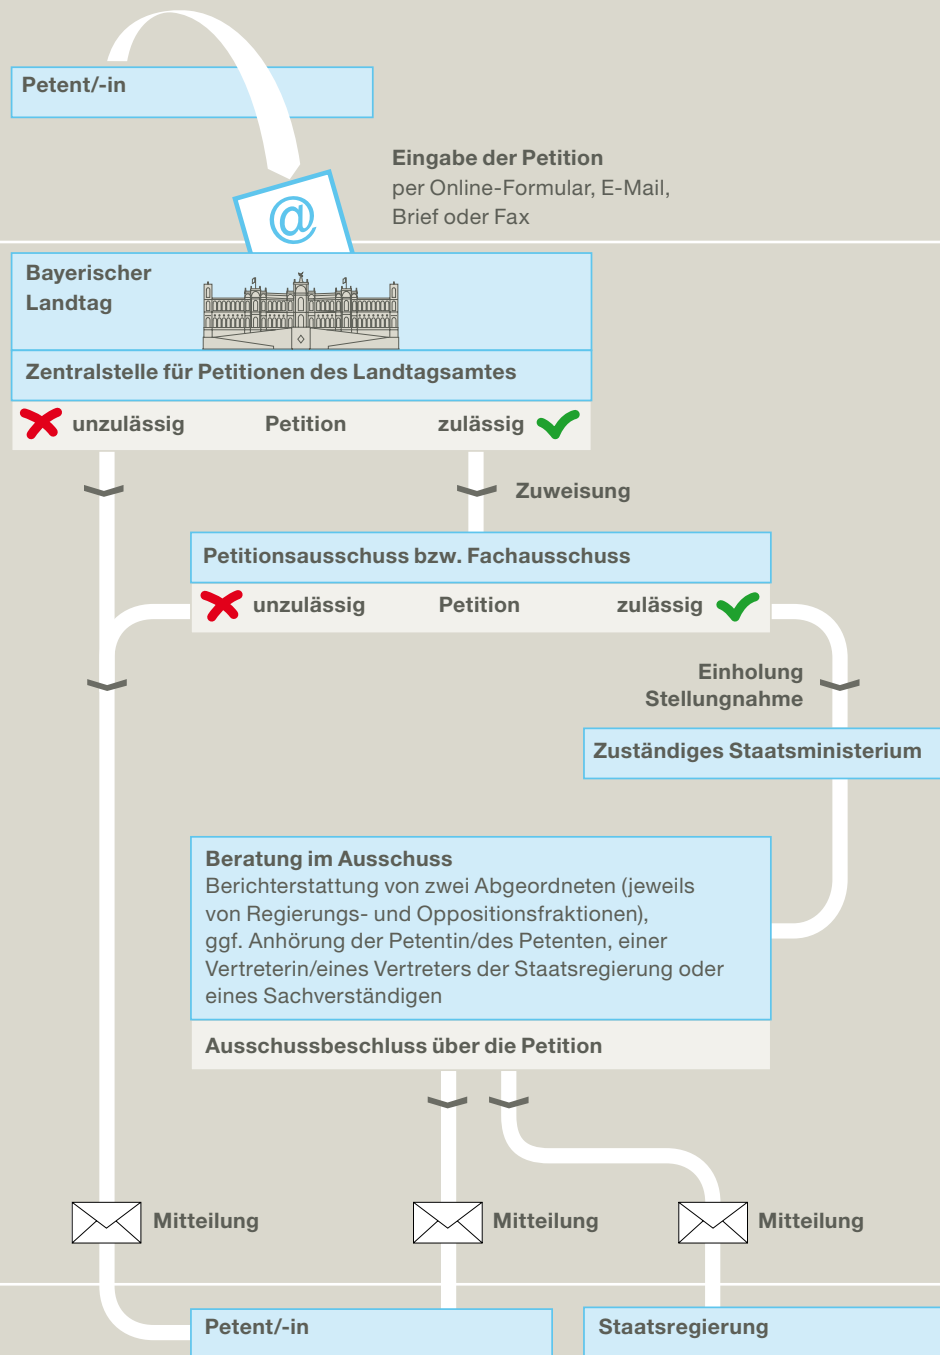 Petent/-in
Eingabe der Petition
per Online-Formular, E-Mail,
Brief oder Fax
@
Bayerischer
Landtag
Zentralstelle für Petitionen des Landtagsamtes
unzulässig Petition zulässig
Zuweisung
Petitionsausschuss bzw. Fachausschuss
unzulässig Petition zulässig
Einholung
Stellungnahme
Zuständiges Staatsministerium
Beratung im Ausschuss
Berichterstattung von zwei Abgeordneten (jeweils
von Regierungs- und Oppositionsfraktionen),
ggf. Anhörung der Petentin/des Petenten, einer
Vertreterin/eines Vertreters der Staatsregierung oder
eines Sachverständigen
Ausschussbeschluss über die Petition
Mitteilung Mitteilung Mitteilung
Petent/-in Staatsregierung